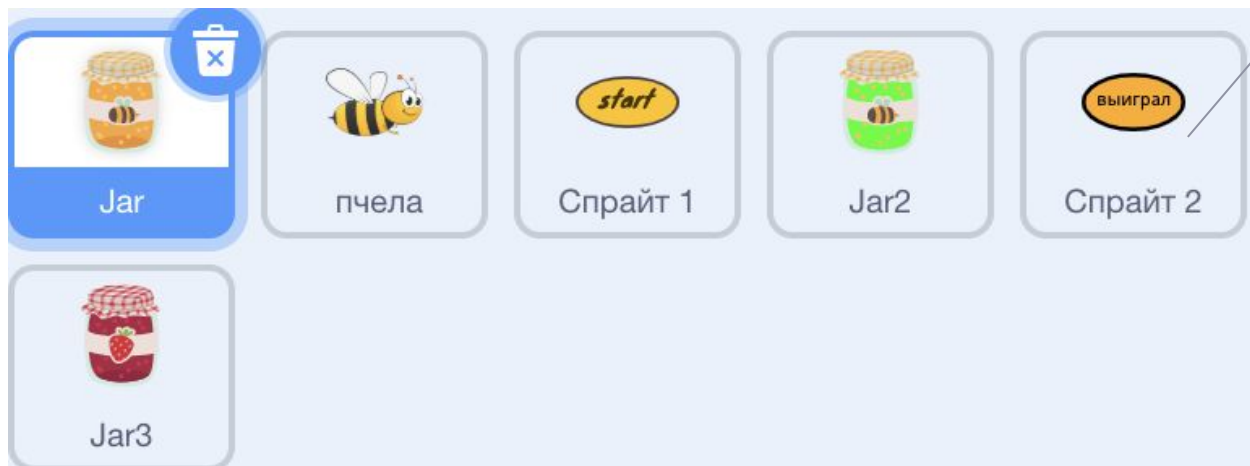 start
выиграл
Jar
пчела
Спрайт 1
Jar2
Спрайт 2
Jar3